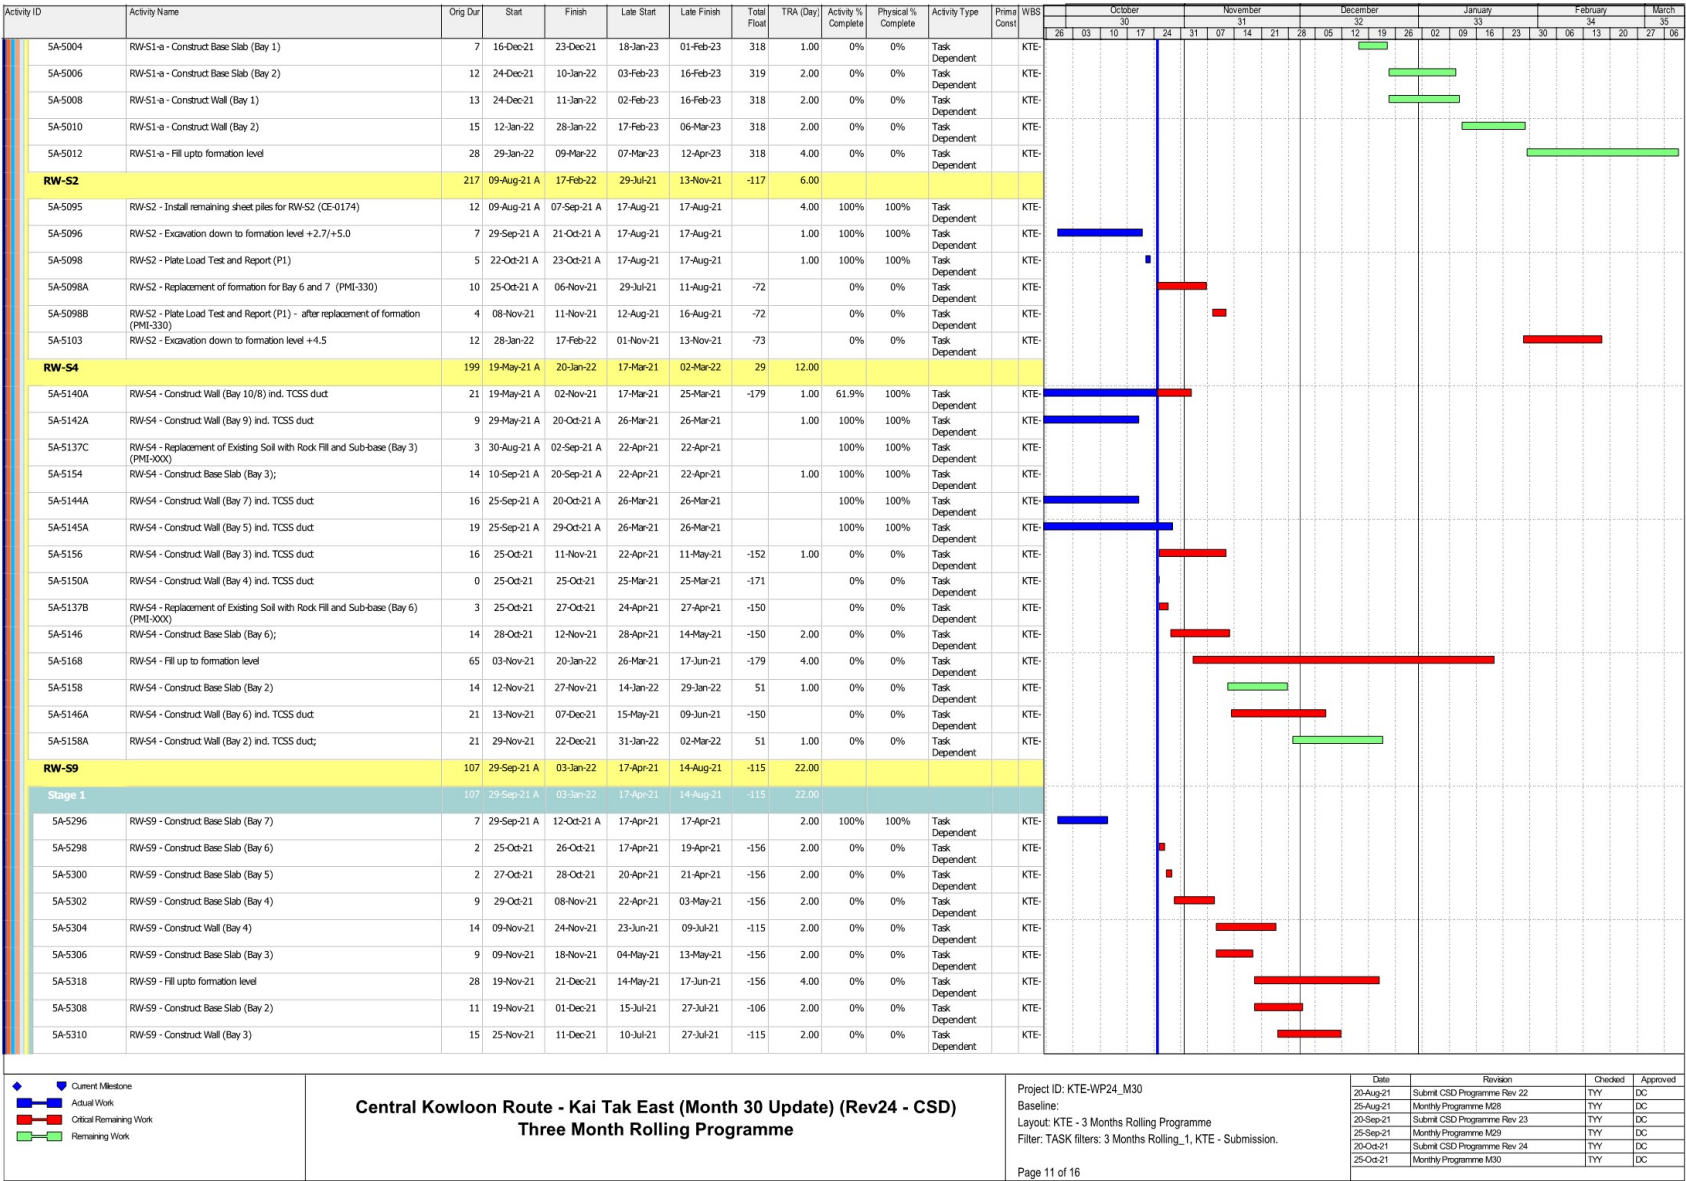 Activity ID Activity Name Orig Dur Start Finish Late Start Late Finish Total Float TRA (Day) Activity % Complete Physical % Complete Activity Type Prima Const WBS
October November December January February March
30 31 32 33 34 35
26 03 10 17 24 31 07 14 21 28 05 12 19 26 02 09 16 23 30 06 13 20 27 06
5A-5004 RW-S1-a - Construct Base Slab (Bay 1) 7 16-Dec-21 23-Dec-21 18-Jan-23 01-Feb-23 318 1.00 0% 0% Task Dependent KTE-
5A-5006 RW-S1-a - Construct Base Slab (Bay 2) 12 24-Dec-21 10-Jan-22 03-Feb-23 16-Feb-23 319 2.00 0% 0% Task Dependent KTE-
5A-5008 RW-S1-a - Construct Wall (Bay 1) 13 24-Dec-21 11-Jan-22 02-Feb-23 16-Feb-23 318 2.00 0% 0% Task Dependent KTE-
5A-5010 RW-S1-a - Construct Wall (Bay 2) 15 12-Jan-22 28-Jan-22 17-Feb-23 06-Mar-23 318 2.00 0% 0% Task Dependent KTE-
5A-5012 RW-S1-a - Fill upto formation level 28 29-Jan-22 09-Mar-22 07-Mar-23 12-Apr-23 318 4.00 0% 0% Task Dependent KTE-
RW-S2 217 09-Aug-21 A 17-Feb-22 29-Jul-21 13-Nov-21 -117 6.00
5A-5095 RW-S2 - Install remaining sheet piles for RW-S2 (CE-0174) 12 09-Aug-21 A 07-Sep-21 A 17-Aug-21 17-Aug-21 4.00 100% 100% Task Dependent KTE-
5A-5096 RW-S2 - Excavation down to formation level +2.7/+5.0 7 29-Sep-21 A 21-Oct-21 A 17-Aug-21 17-Aug-21 1.00 100% 100% Task Dependent KTE-
5A-5098 RW-S2 - Plate Load Test and Report (P1) 5 22-Oct-21 A 23-Oct-21 A 17-Aug-21 17-Aug-21 1.00 100% 100% Task Dependent KTE-
5A-5098A RW-S2 - Replacement of formation for Bay 6 and 7 (PMI-330) 10 25-Oct-21 A 06-Nov-21 29-Jul-21 11-Aug-21 -72 0% 0% Task Dependent KTE-
5A-5098B RW-S2 - Plate Load Test and Report (P1) - after replacement of formation (PMI-330) 4 08-Nov-21 11-Nov-21 12-Aug-21 16-Aug-21 -72 0% 0% Task Dependent KTE-
5A-5103 RW-S2 - Excavation down to formation level +4.5 12 28-Jan-22 17-Feb-22 01-Nov-21 13-Nov-21 -73 0% 0% Task Dependent KTE-
RW-S4 199 19-May-21 A 20-Jan-22 17-Mar-21 02-Mar-22 29 12.00
5A-5140A RW-S4 - Construct Wall (Bay 10/8) incl. TCSS duct 21 19-May-21 A 02-Nov-21 17-Mar-21 25-Mar-21 -179 1.00 61.9% 100% Task Dependent KTE-
5A-5142A RW-S4 - Construct Wall (Bay 9) incl. TCSS duct 9 29-May-21 A 20-Oct-21 A 26-Mar-21 26-Mar-21 1.00 100% 100% Task Dependent KTE-
5A-5137C RW-S4 - Replacement of Existing Soil with Rock Fill and Sub-base (Bay 3) (PMI-XXX) 3 30-Aug-21 A 02-Sep-21 A 22-Apr-21 22-Apr-21 100% 100% Task Dependent KTE-
5A-5154 RW-S4 - Construct Base Slab (Bay 3); 14 10-Sep-21 A 20-Sep-21 A 22-Apr-21 22-Apr-21 1.00 100% 100% Task Dependent KTE-
5A-5144A RW-S4 - Construct Wall (Bay 7) incl. TCSS duct 16 25-Sep-21 A 20-Oct-21 A 26-Mar-21 26-Mar-21 100% 100% Task Dependent KTE-
5A-5145A RW-S4 - Construct Wall (Bay 5) incl. TCSS duct 19 25-Sep-21 A 29-Oct-21 A 26-Mar-21 26-Mar-21 100% 100% Task Dependent KTE-
5A-5156 RW-S4 - Construct Wall (Bay 3) incl. TCSS duct 16 25-Oct-21 11-Nov-21 22-Apr-21 11-May-21 -152 1.00 0% 0% Task Dependent KTE-
5A-5150A RW-S4 - Construct Wall (Bay 4) incl. TCSS duct 0 25-Oct-21 25-Oct-21 25-Mar-21 25-Mar-21 -171 0% 0% Task Dependent KTE-
5A-5137B RW-S4 - Replacement of Existing Soil with Rock Fill and Sub-base (Bay 6) (PMI-XXX) 3 25-Oct-21 27-Oct-21 24-Apr-21 27-Apr-21 -150 0% 0% Task Dependent KTE-
5A-5146 RW-S4 - Construct Base Slab (Bay 6); 14 28-Oct-21 12-Nov-21 28-Apr-21 14-May-21 -150 2.00 0% 0% Task Dependent KTE-
5A-5168 RW-S4 - Fill up to formation level 65 03-Nov-21 20-Jan-22 26-Mar-21 17-Jun-21 -179 4.00 0% 0% Task Dependent KTE-
5A-5158 RW-S4 - Construct Base Slab (Bay 2) 14 12-Nov-21 27-Nov-21 14-Jan-22 29-Jan-22 51 1.00 0% 0% Task Dependent KTE-
5A-5146A RW-S4 - Construct Wall (Bay 6) incl. TCSS duct 21 13-Nov-21 07-Dec-21 15-May-21 09-Jun-21 -150 0% 0% Task Dependent KTE-
5A-5158A RW-S4 - Construct Wall (Bay 2) incl. TCSS duct; 21 29-Nov-21 22-Dec-21 31-Jan-22 02-Mar-22 51 1.00 0% 0% Task Dependent KTE-
RW-S9 107 29-Sep-21 A 03-Jan-22 17-Apr-21 14-Aug-21 -115 22.00
Stage 1 107 29-Sep-21 A 03-Jan-22 17-Apr-21 14-Aug-21 -115 22.00
5A-5296 RW-S9 - Construct Base Slab (Bay 7) 7 29-Sep-21 A 12-Oct-21 A 17-Apr-21 17-Apr-21 2.00 100% 100% Task Dependent KTE-
5A-5298 RW-S9 - Construct Base Slab (Bay 6) 2 25-Oct-21 26-Oct-21 17-Apr-21 19-Apr-21 -156 2.00 0% 0% Task Dependent KTE-
5A-5300 RW-S9 - Construct Base Slab (Bay 5) 2 27-Oct-21 28-Oct-21 20-Apr-21 21-Apr-21 -156 2.00 0% 0% Task Dependent KTE-
5A-5302 RW-S9 - Construct Base Slab (Bay 4) 9 29-Oct-21 08-Nov-21 22-Apr-21 03-May-21 -156 2.00 0% 0% Task Dependent KTE-
5A-5304 RW-S9 - Construct Wall (Bay 4) 14 09-Nov-21 24-Nov-21 23-Jun-21 09-Jul-21 -115 2.00 0% 0% Task Dependent KTE-
5A-5306 RW-S9 - Construct Base Slab (Bay 3) 9 09-Nov-21 18-Nov-21 04-May-21 13-May-21 -156 2.00 0% 0% Task Dependent KTE-
5A-5318 RW-S9 - Fill upto formation level 28 19-Nov-21 21-Dec-21 14-May-21 17-Jun-21 -156 4.00 0% 0% Task Dependent KTE-
5A-5308 RW-S9 - Construct Base Slab (Bay 2) 11 19-Nov-21 01-Dec-21 15-Jul-21 27-Jul-21 -106 2.00 0% 0% Task Dependent KTE-
5A-5310 RW-S9 - Construct Wall (Bay 3) 15 25-Nov-21 11-Dec-21 10-Jul-21 27-Jul-21 -115 2.00 0% 0% Task Dependent KTE-
Current Milestone
Actual Work
Critical Remaining Work
Remaining Work
Central Kowloon Route - Kai Tak East (Month 30 Update) (Rev24 - CSD)
Three Month Rolling Programme
Project ID: KTE-WP24_M30
Baseline:
Layout: KTE - 3 Months Rolling Programme
Filter: TASK filters: 3 Months Rolling_1, KTE - Submission.
Page 11 of 16
Date Revision Checked Approved
20-Aug-21 Submit CSD Programme Rev 22 TYY DC
25-Aug-21 Monthly Programme M28 TYY DC
20-Sep-21 Submit CSD Programme Rev 23 TYY DC
25-Sep-21 Monthly Programme M29 TYY DC
20-Oct-21 Submit CSD Programme Rev 24 TYY DC
25-Oct-21 Monthly Programme M30 TYY DC